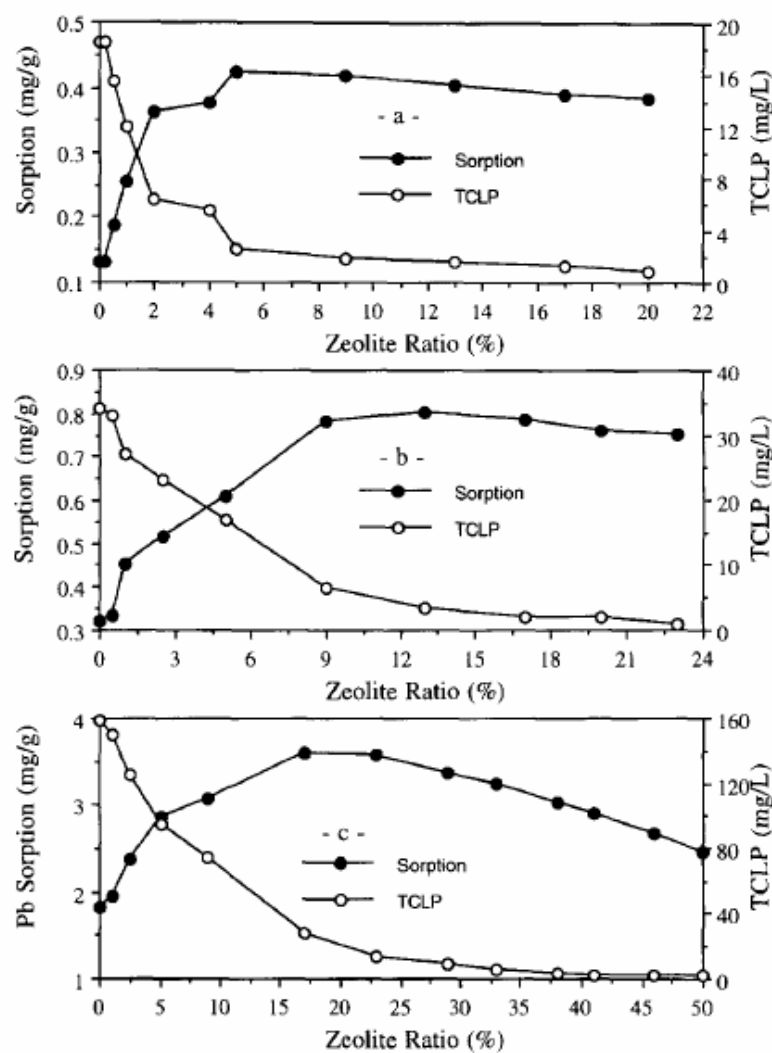 0.5
0.4
0.3
0.2
0.1
Sorption (mg/g)
20
16
12
8
4
0
TCLP (mg/L)
- a -
Sorption
TCLP
0 2 4 6 8 10 12 14 16 18 20 22
Zeolite Ratio (%)
0.9
0.8
0.7
0.6
0.5
0.4
0.3
Sorption (mg/g)
40
30
20
10
0
TCLP (mg/L)
- b -
Sorption
TCLP
0 3 6 9 12 15 18 21 24
Zeolite Ratio (%)
4
3
2
1
Pb Sorption (mg/g)
160
120
80
40
0
TCLP (mg/L)
- c -
Sorption
TCLP
0 5 10 15 20 25 30 35 40 45 50
Zeolite Ratio (%)